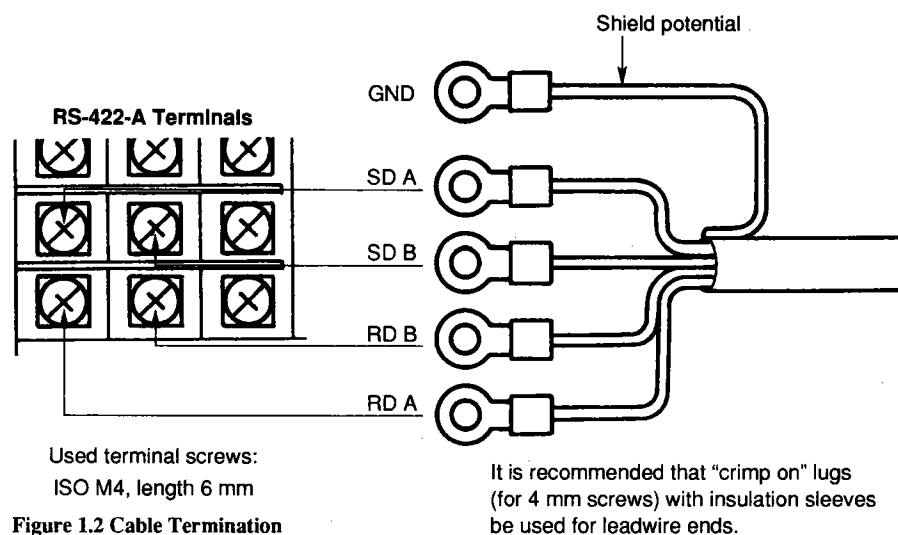 Shield potential
GND
RS-422-A Terminals
SD A
SD B
RD B
RD A
Used terminal screws:
ISO M4, length 6 mm
It is recommended that "crimp on" lugs
(for 4 mm screws) with insulation sleeves
be used for leadwire ends.
Figure 1.2 Cable Termination